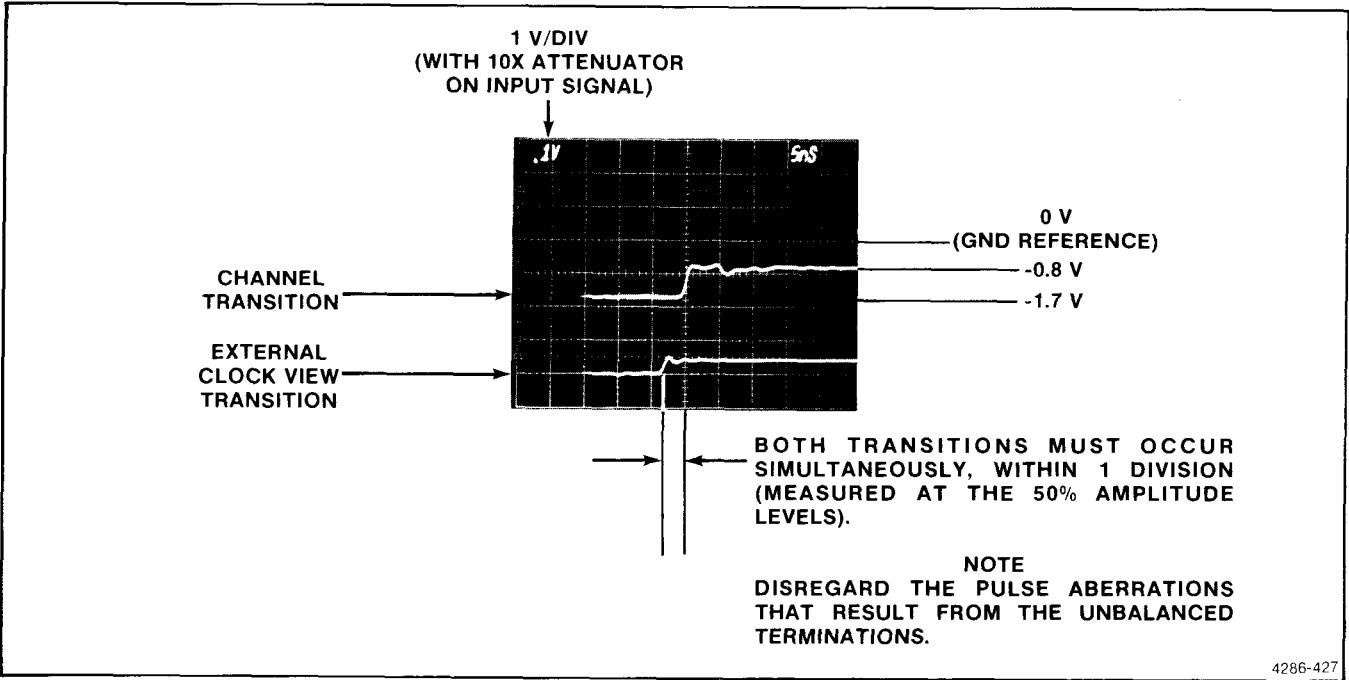 1 V/DIV
(WITH 10X ATTENUATOR
ON INPUT SIGNAL)
.1V
5nS
0 V
(GND REFERENCE)
-0.8 V
-1.7 V
CHANNEL
TRANSITION
EXTERNAL
CLOCK VIEW
TRANSITION
BOTH TRANSITIONS MUST OCCUR
SIMULTANEOUSLY, WITHIN 1 DIVISION
(MEASURED AT THE 50% AMPLITUDE
LEVELS).
NOTE
DISREGARD THE PULSE ABERRATIONS
THAT RESULT FROM THE UNBALANCED
TERMINATIONS.
4286-427